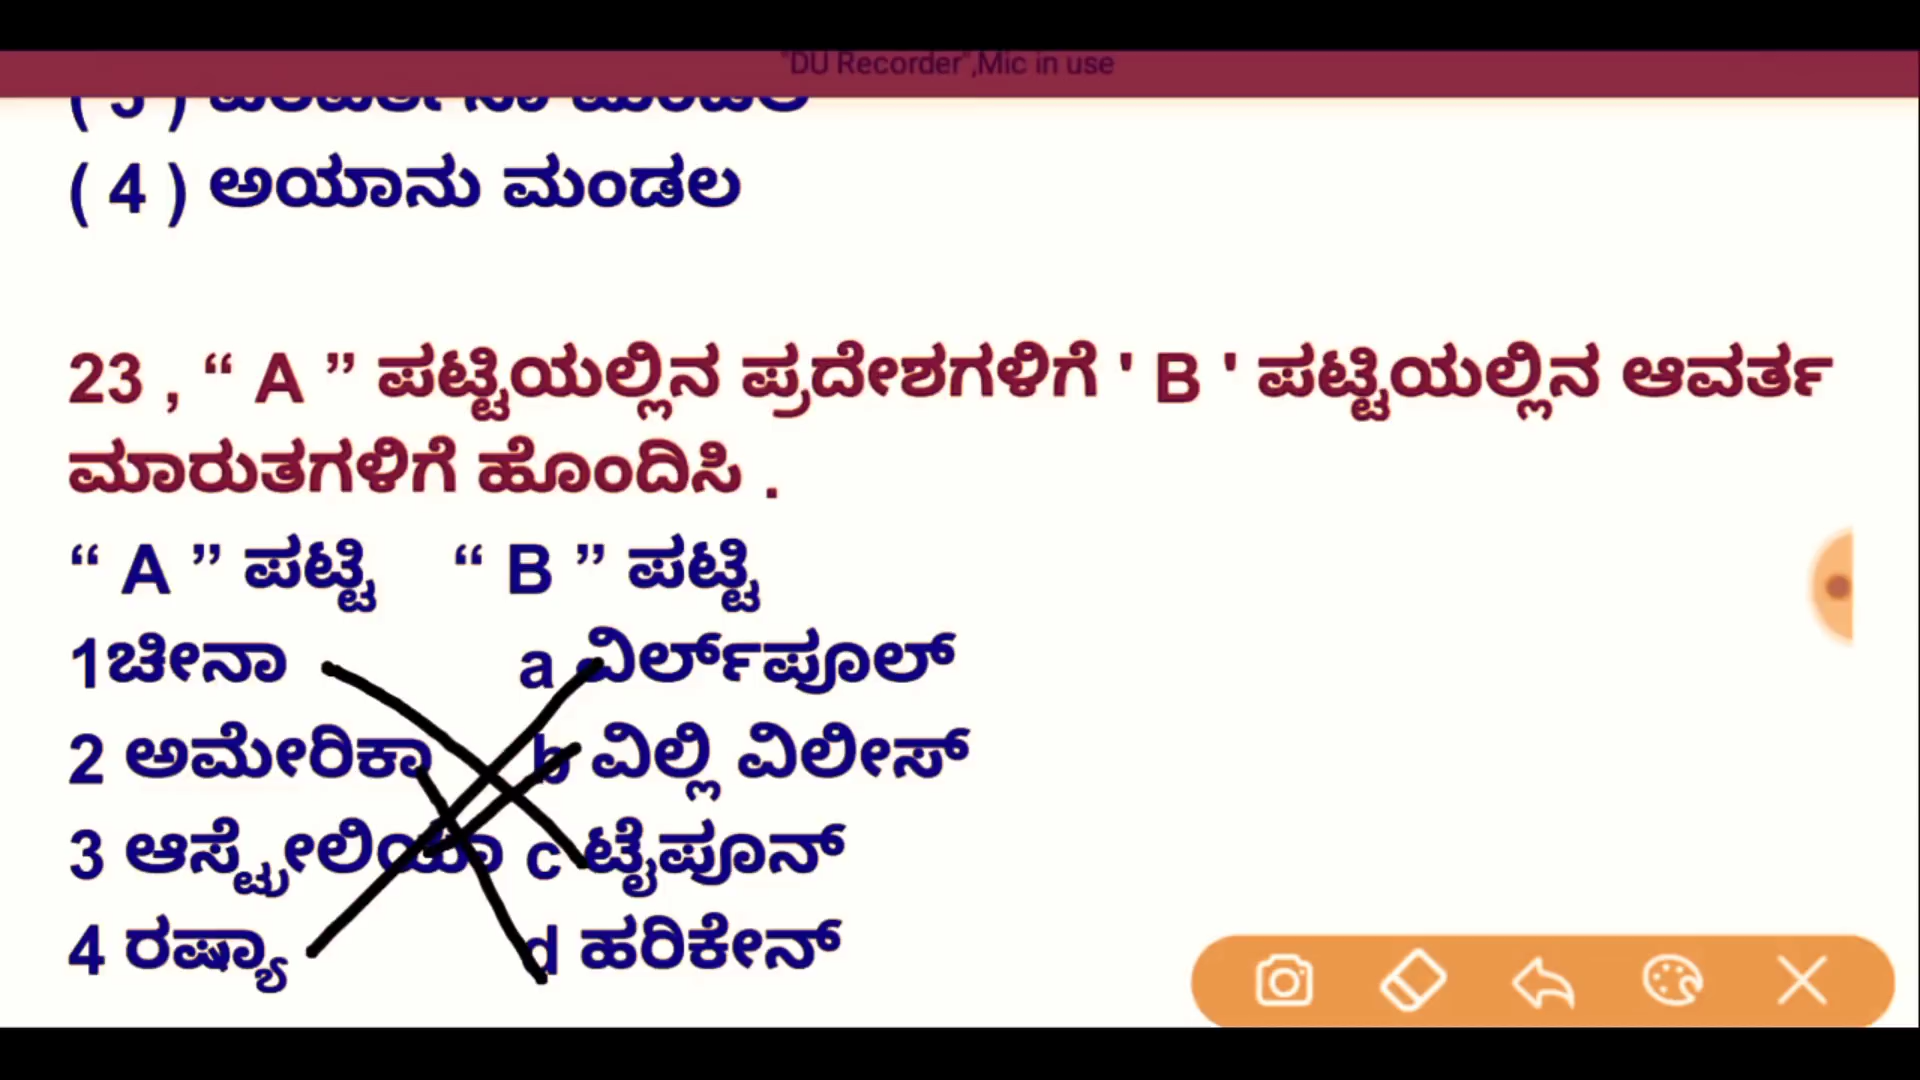 "DU Recorder",Mic in use
( 4 ) ಅಯಾನು ಮಂಡಲ
23 , “ A ” ಪಟ್ಟಿಯಲ್ಲಿನ ಪ್ರದೇಶಗಳಿಗೆ ' B ' ಪಟ್ಟಿಯಲ್ಲಿನ ಆವರ್ತ
ಮಾರುತಗಳಿಗೆ ಹೊಂದಿಸಿ .
“ A ” ಪಟ್ಟಿ “ B ” ಪಟ್ಟಿ
1ಚೀನಾ a ವಿರ್ಲ್‌ಪೂಲ್
2 ಅಮೇರಿಕಾ b ವಿಲ್ಲಿ ವಿಲೀಸ್
3 ಆಸ್ಟ್ರೇಲಿಯಾ c ಟೈಪೂನ್
4 ರಷ್ಯಾ d ಹರಿಕೇನ್